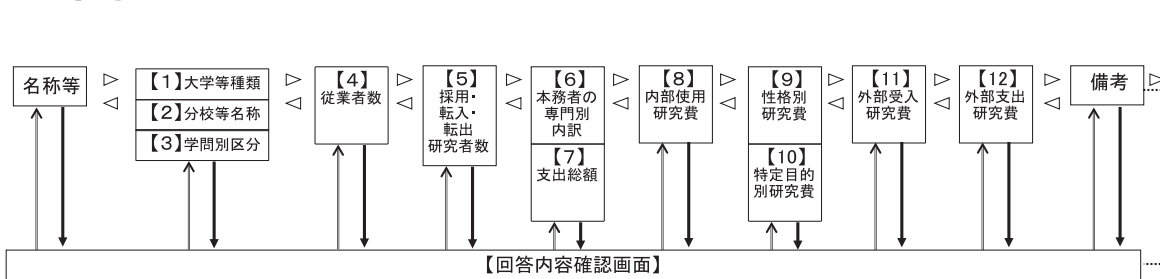 名称等
【1】大学等種類
【2】分校等名称
【3】学問別区分
【4】
従業者数
【5】
採用・
転入・
転出
研究者数
【6】
本務者の
専門別
内訳
【7】
支出総額
【8】
内部使用
研究費
【9】
性格別
研究費
【10】
特定目的
別研究費
【11】
外部受入
研究費
【12】
外部支出
研究費
備考
【回答内容確認画面】